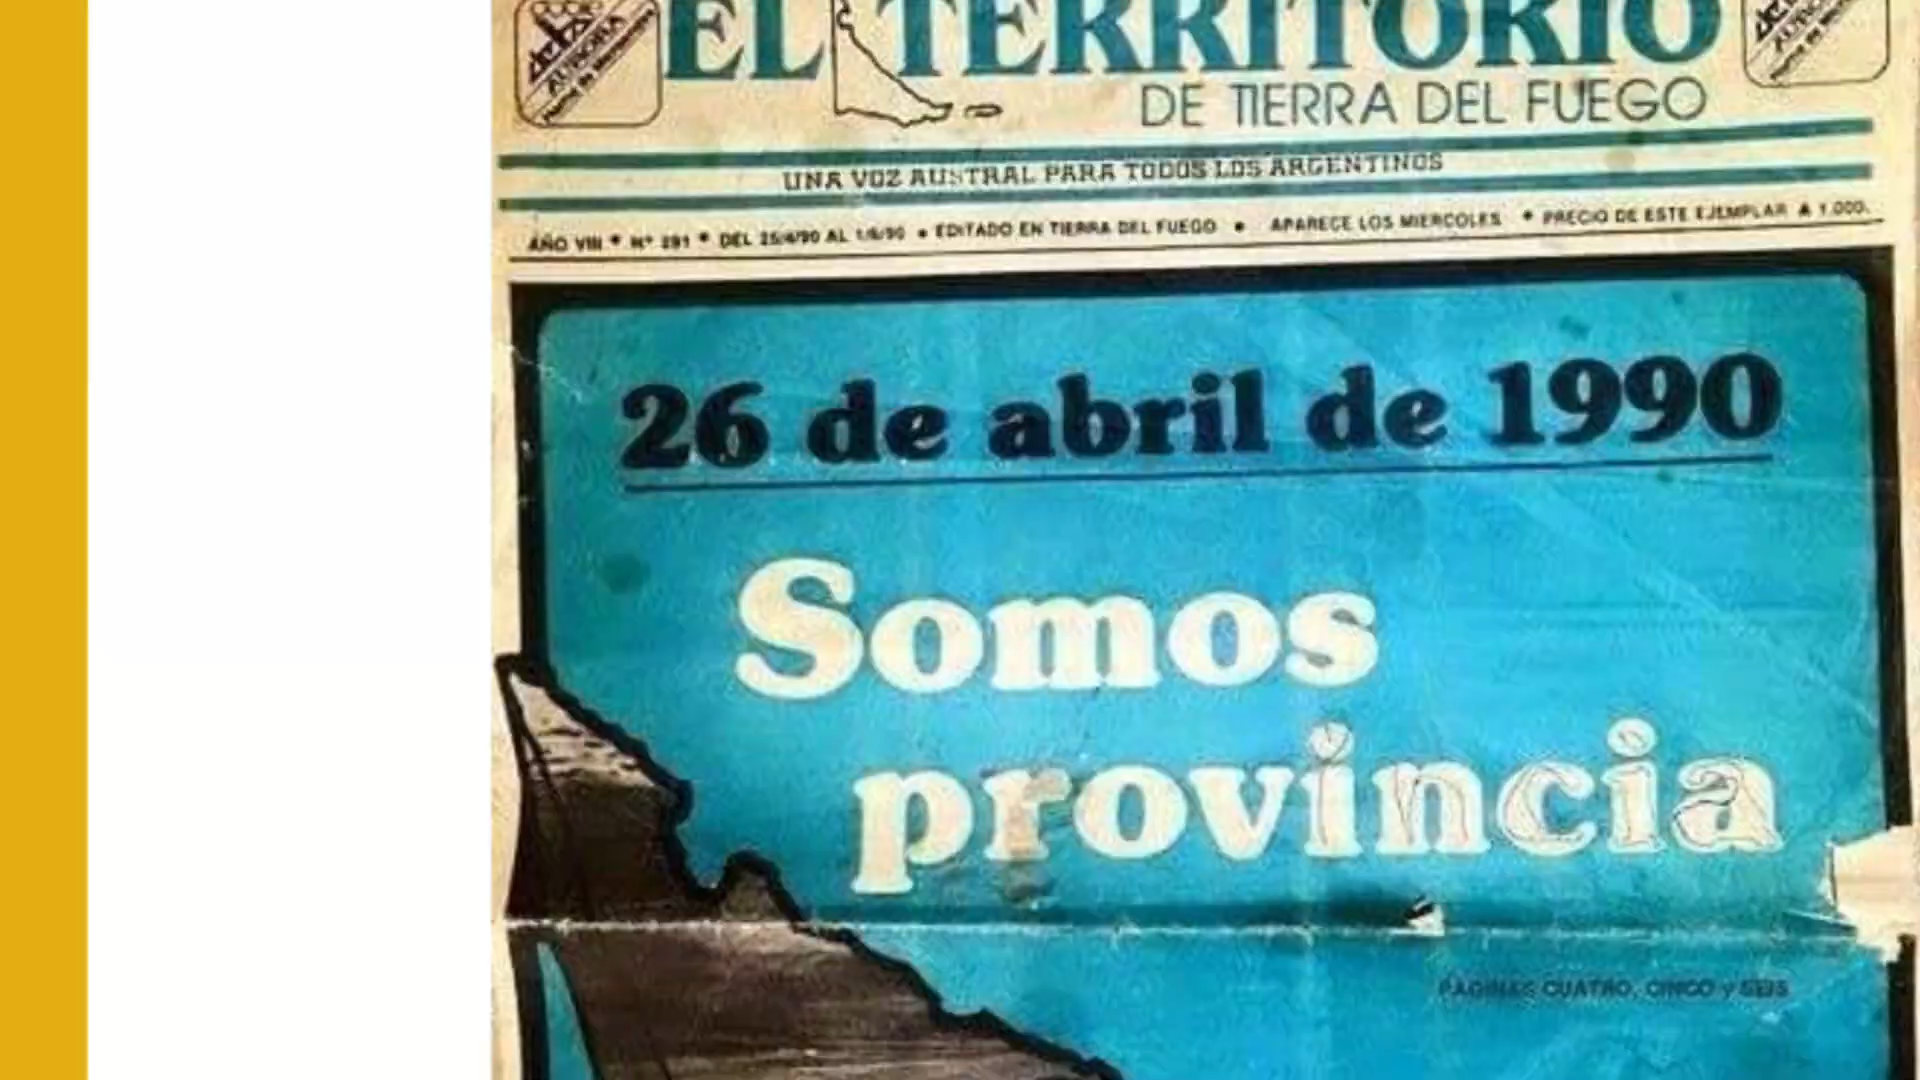 EL TERRITORIO
DE TIERRA DEL FUEGO
UNA VOZ AUSTRAL PARA TODOS LOS ARGENTINOS
AÑO VIII * Nº 291 * DEL 25/4/90 AL 1/5/90 • EDITADO EN TIERRA DEL FUEGO • APARECE LOS MIERCOLES * PRECIO DE ESTE EJEMPLAR A 1.000.
26 de abril de 1990
Somos
provincia
PAGINAS CUATRO, CINCO y SEIS